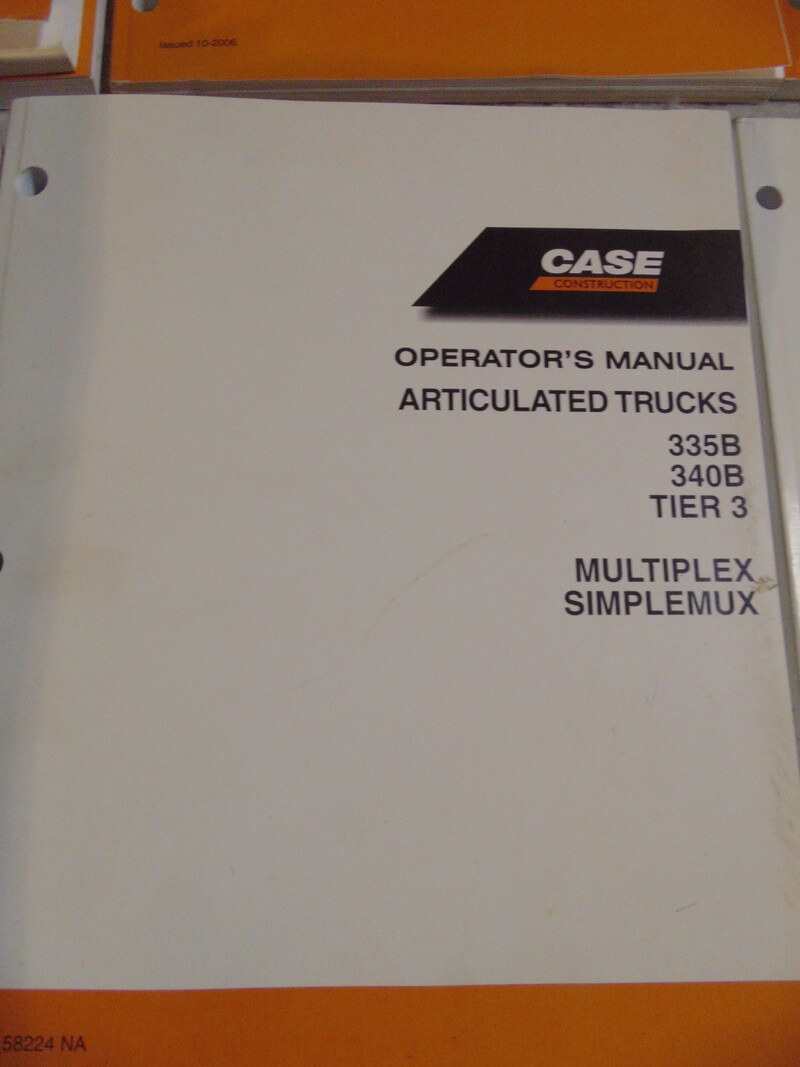 Issued 10-2006
CASE
CONSTRUCTION
OPERATOR'S MANUAL
ARTICULATED TRUCKS
335B
340B
TIER 3
MULTIPLEX
SIMPLEMUX
58224 NA